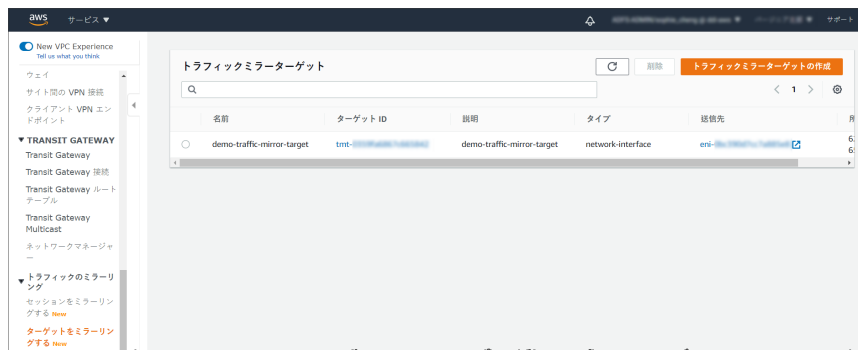 aws サービス ▼ サポート
New VPC Experience
Tell us what you think
ウェイ
サイト間の VPN 接続
クライアント VPN エン
ドポイント
▼ TRANSIT GATEWAY
Transit Gateway
Transit Gateway 接続
Transit Gateway ルート
テーブル
Transit Gateway
Multicast
ネットワークマネージャ
ー
▼ トラフィックのミラーリ
ング
セッションをミラーリン
グする New
ターゲットをミラーリン
グする New
トラフィックミラーターゲット 削除 トラフィックミラーターゲットの作成
< 1 >
名前 ターゲット ID 説明 タイプ 送信先
demo-traffic-mirror-target tmt- demo-traffic-mirror-target network-interface eni-